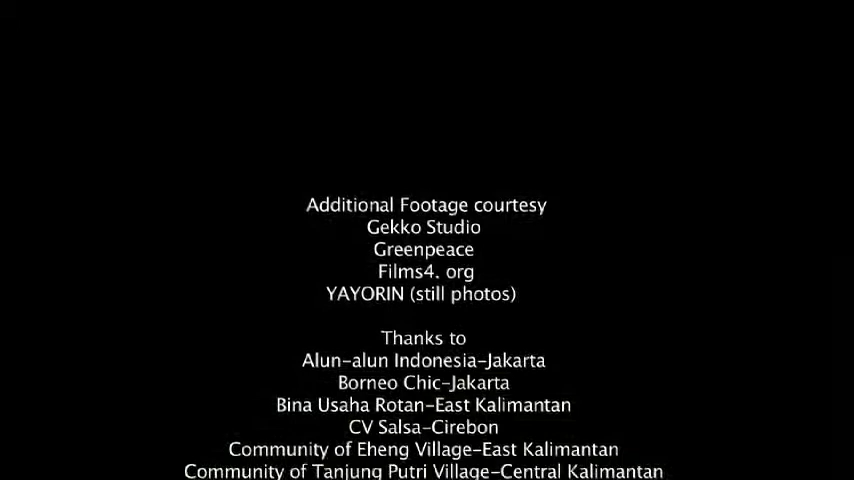 Additional Footage courtesy
Gekko Studio
Greenpeace
Films4. org
YAYORIN (still photos)
Thanks to
Alun-alun Indonesia-Jakarta
Borneo Chic-Jakarta
Bina Usaha Rotan-East Kalimantan
CV Salsa-Cirebon
Community of Eheng Village-East Kalimantan
Community of Tanjung Putri Village-Central Kalimantan